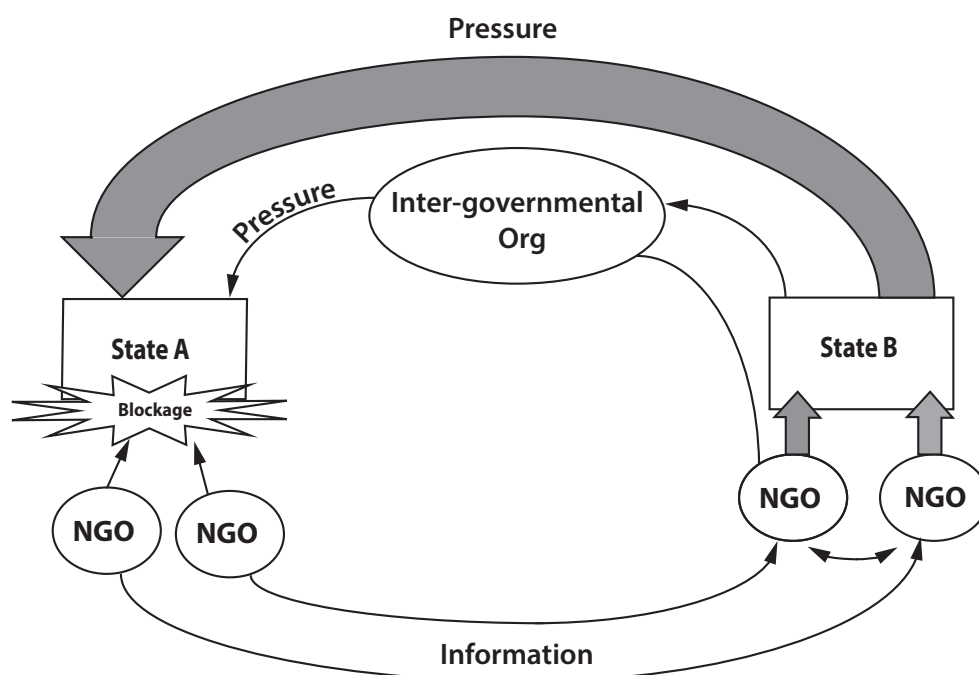 Pressure
Pressure
Inter-governmental
Org
State A
State B
Blockage
NGO
NGO
NGO
NGO
Information